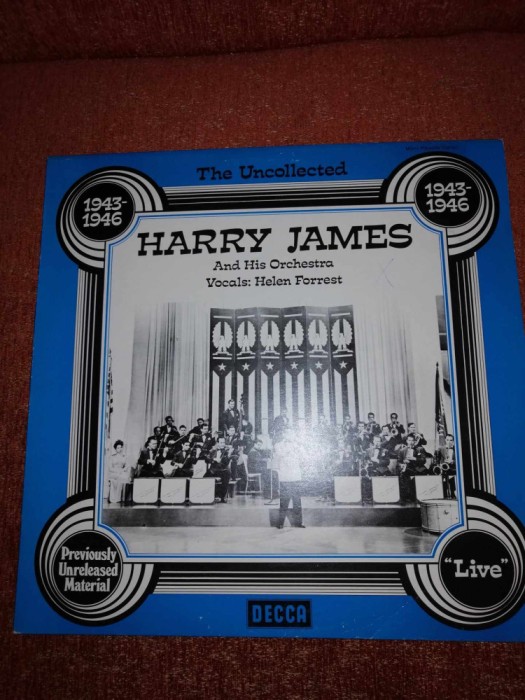 The Uncollected
1943-
1946
1943-
1946
HARRY JAMES
And His Orchestra
Vocals: Helen Forrest
Previously
Unreleased
Material
"Live"
DECCA